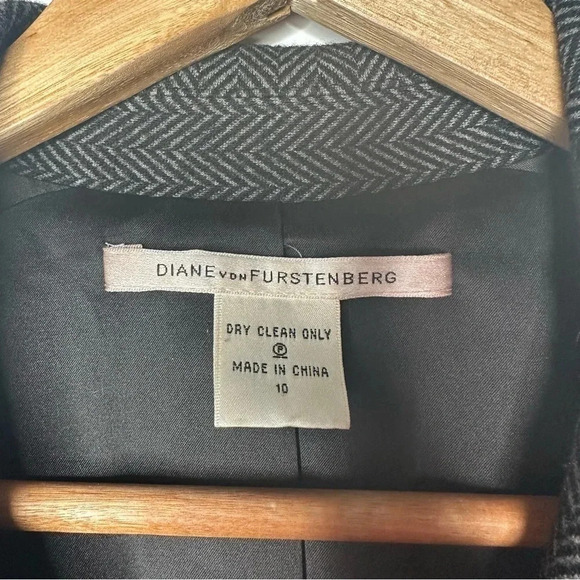 DIANE VON FURSTENBERG
DRY CLEAN ONLY
Ⓟ
MADE IN CHINA
10